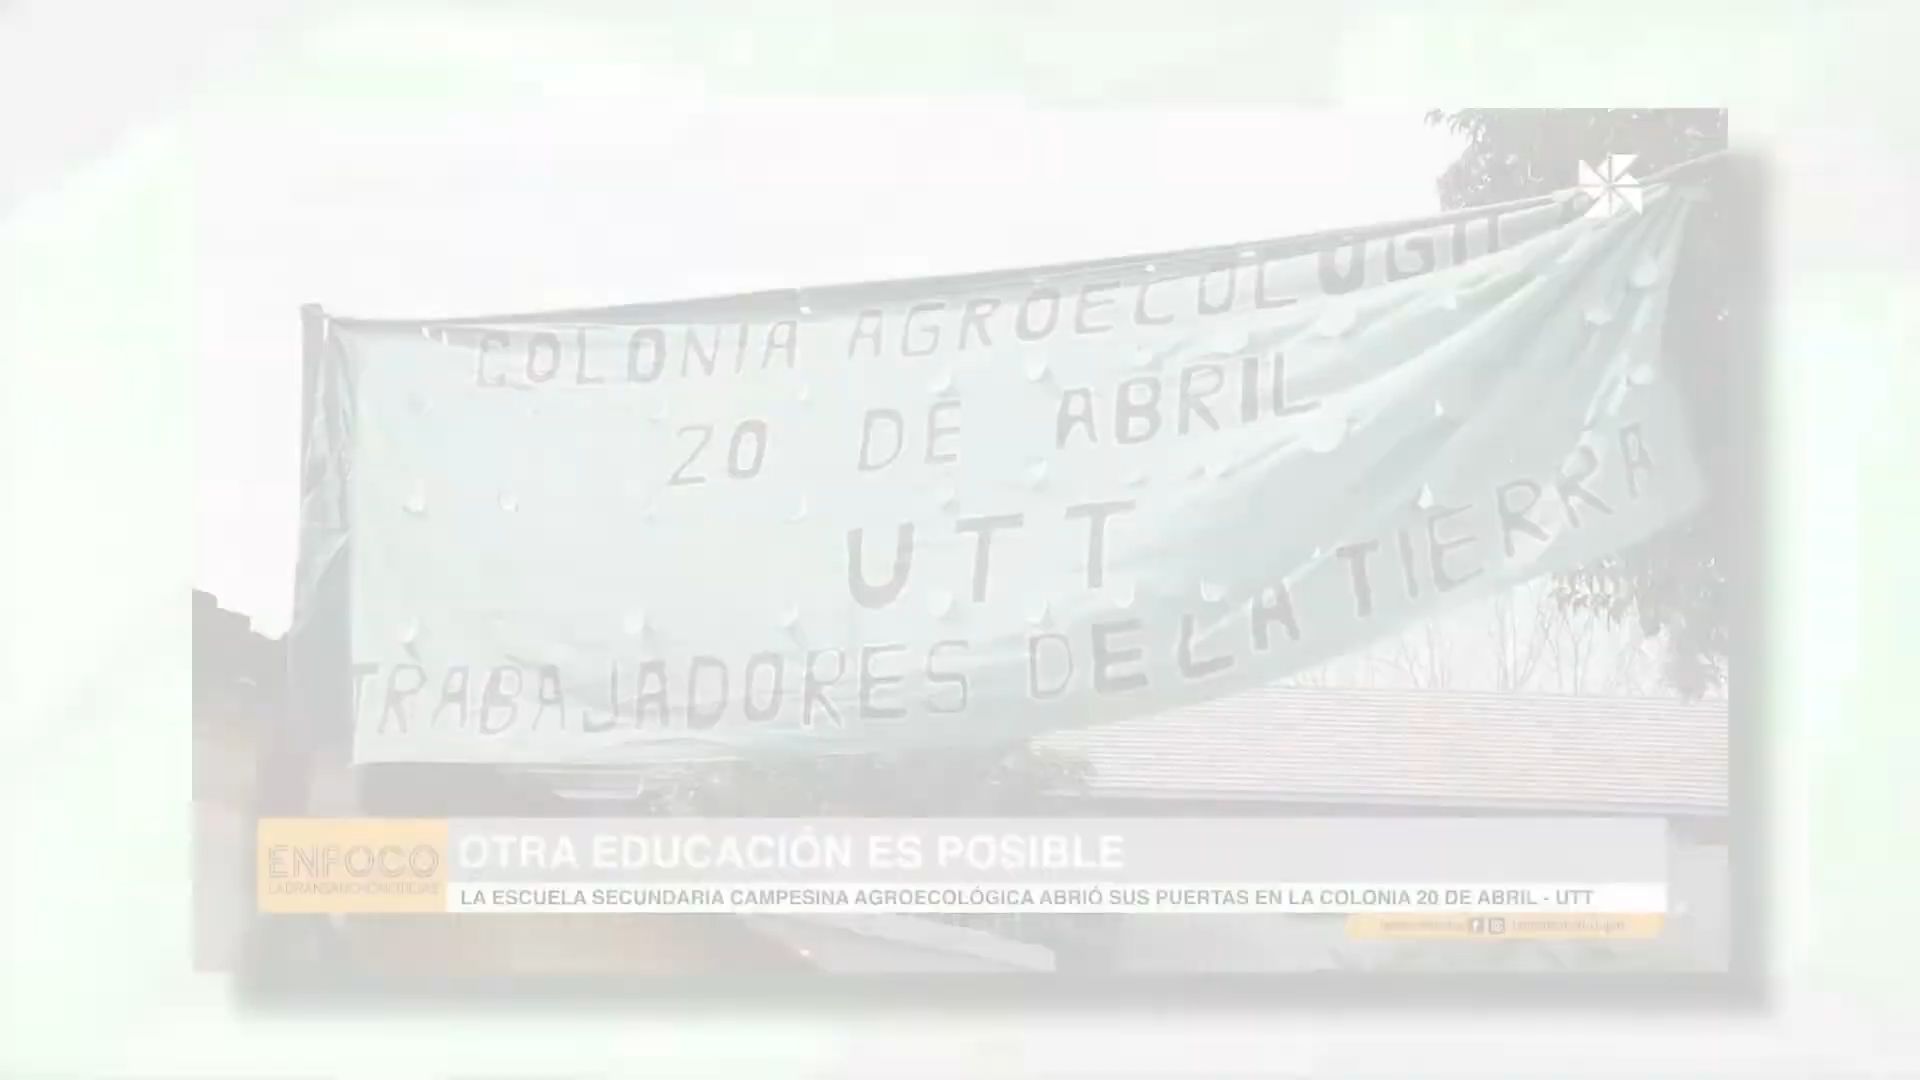 COLONIA AGROECOLOGIC
20 DE ABRIL
UTT
TRABAJADORES DE LA TIERRA
ENFOCO
OTRA EDUCACIÓN ES POSIBLE
LA ESCUELA SECUNDARIA CAMPESINA AGROECOLÓGICA ABRIÓ SUS PUERTAS EN LA COLONIA 20 DE ABRIL - UTT